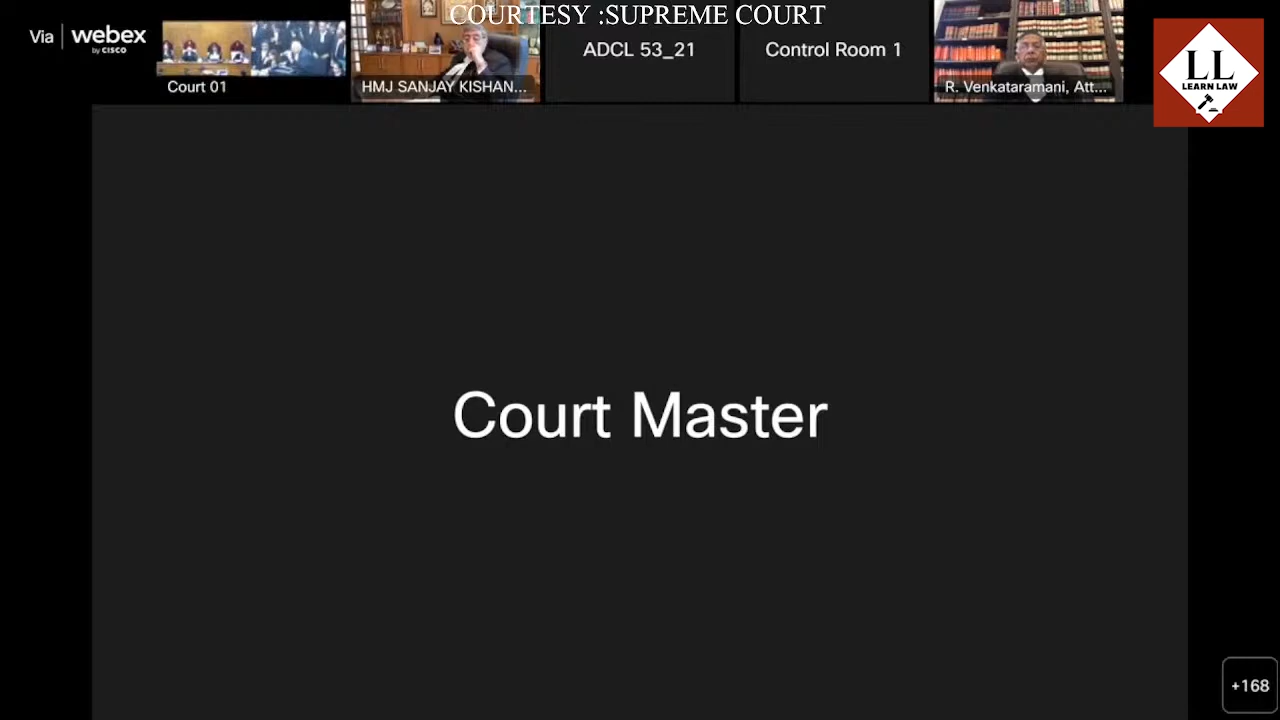 COURTESY :SUPREME COURT
Via
webex
by CISCO
Court 01
HMJ SANJAY KISHAN...
ADCL 53_21
Control Room 1
R. Venkataramani, Att...
LL
LEARN LAW
Court Master
+168